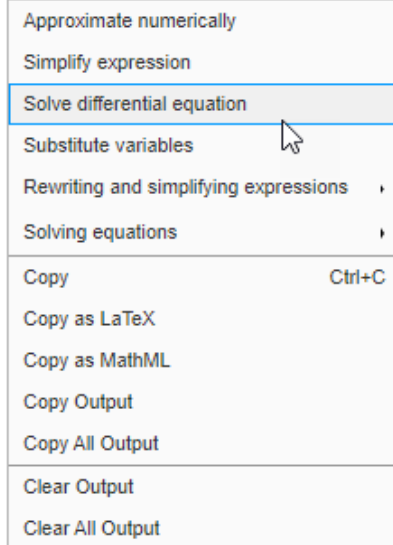 Approximate numerically
Simplify expression
Solve differential equation
Substitute variables
Rewriting and simplifying expressions
Solving equations
Copy Ctrl+C
Copy as LaTeX
Copy as MathML
Copy Output
Copy All Output
Clear Output
Clear All Output